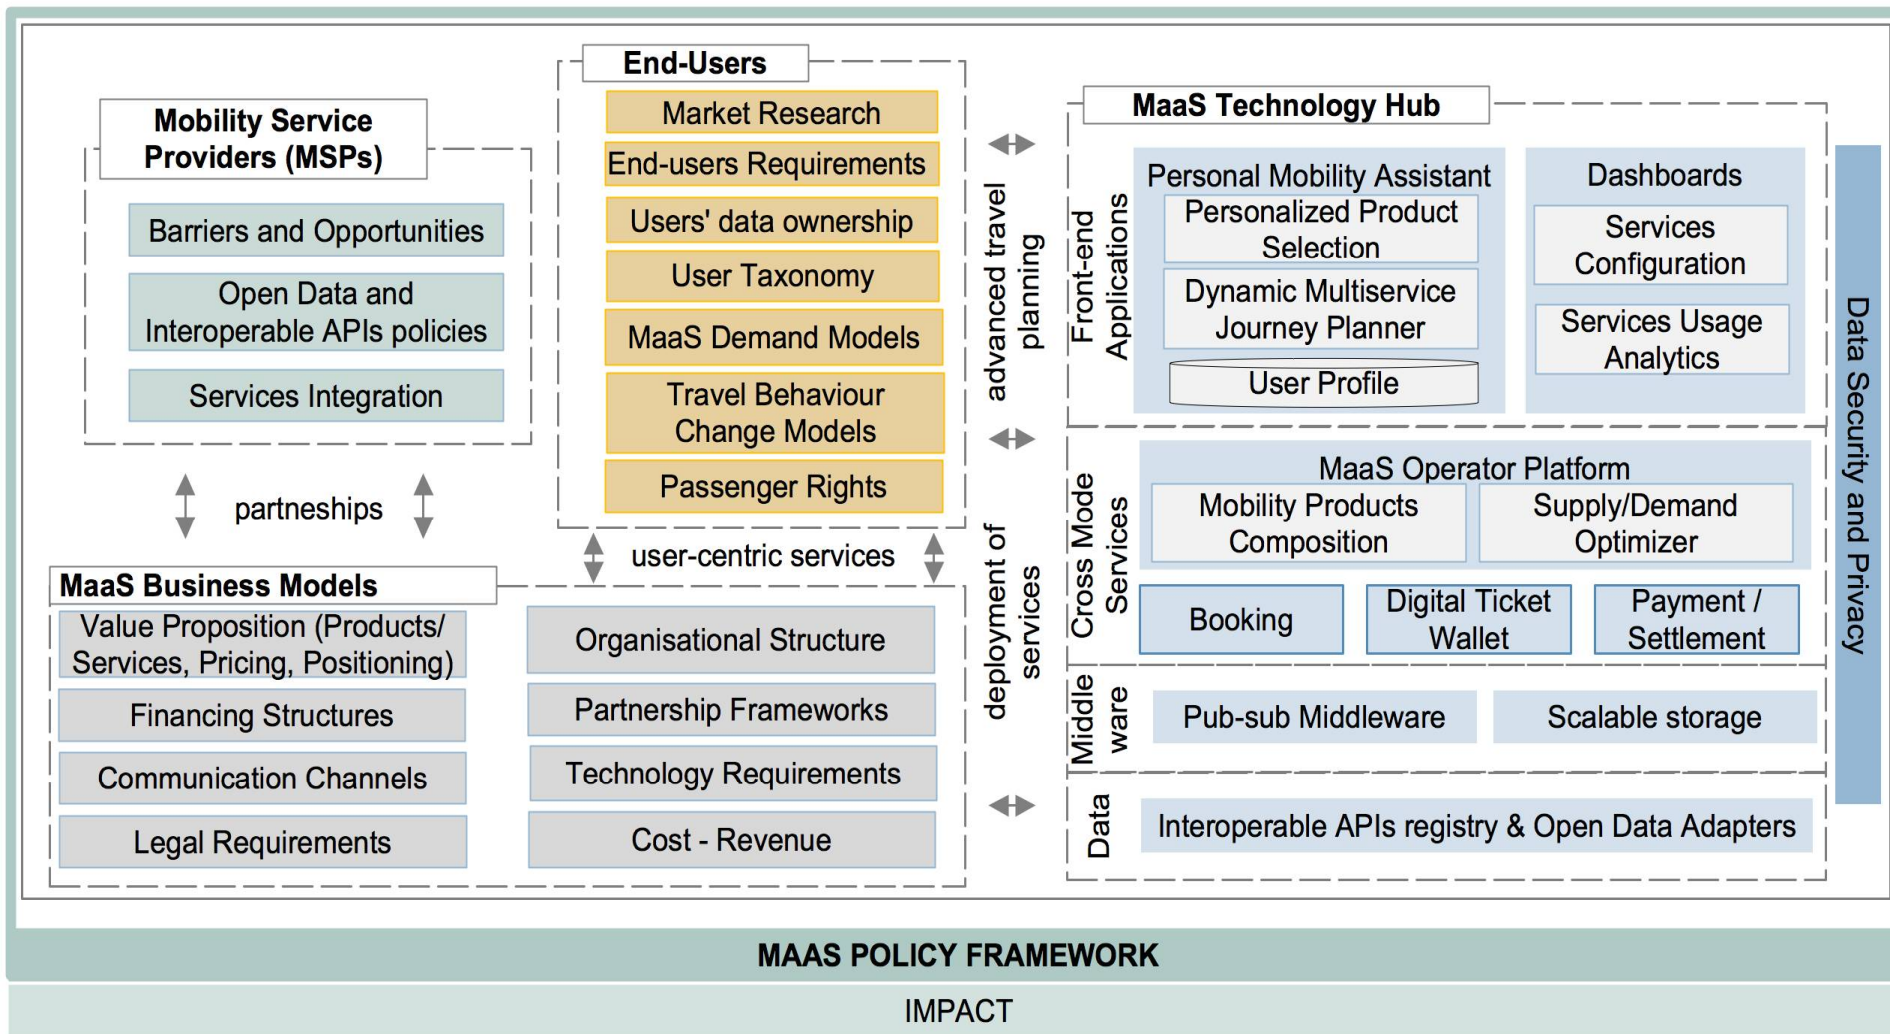 Mobility Service
Providers (MSPs)
Barriers and Opportunities
Open Data and
Interoperable APIs policies
Services Integration
partneships
End-Users
Market Research
End-users Requirements
Users' data ownership
User Taxonomy
MaaS Demand Models
Travel Behaviour
Change Models
Passenger Rights
user-centric services
MaaS Business Models
Value Proposition (Products/
Services, Pricing, Positioning)
Financing Structures
Communication Channels
Legal Requirements
Organisational Structure
Partnership Frameworks
Technology Requirements
Cost - Revenue
advanced travel
planning
deployment of
services
MaaS Technology Hub
Front-end
Applications
Personal Mobility Assistant
Personalized Product
Selection
Dynamic Multiservice
Journey Planner
User Profile
Dashboards
Services
Configuration
Services Usage
Analytics
Cross Mode
Services
MaaS Operator Platform
Mobility Products
Composition
Supply/Demand
Optimizer
Booking
Digital Ticket
Wallet
Payment /
Settlement
Middle
ware
Pub-sub Middleware
Scalable storage
Data
Interoperable APIs registry & Open Data Adapters
Data Security and Privacy
MAAS POLICY FRAMEWORK
IMPACT